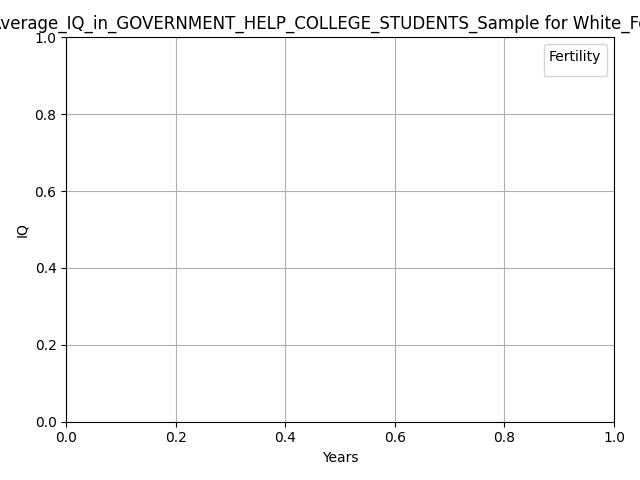 verage_IQ_in_GOVERNMENT_HELP_COLLEGE_STUDENTS_Sample for White_Fe
Fertility
1.0
0.8
0.6
0.4
0.2
0.0
IQ
0.0 0.2 0.4 0.6 0.8 1.0
Years